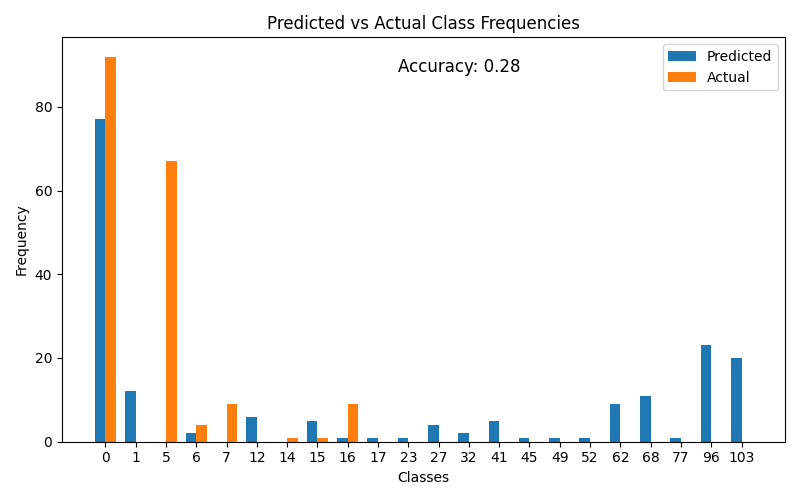 Predicted vs Actual Class Frequencies
Accuracy: 0.28
Predicted
Actual
Frequency
80
60
40
20
0
0 1 5 6 7 12 14 15 16 17 23 27 32 41 45 49 52 62 68 77 96 103
Classes